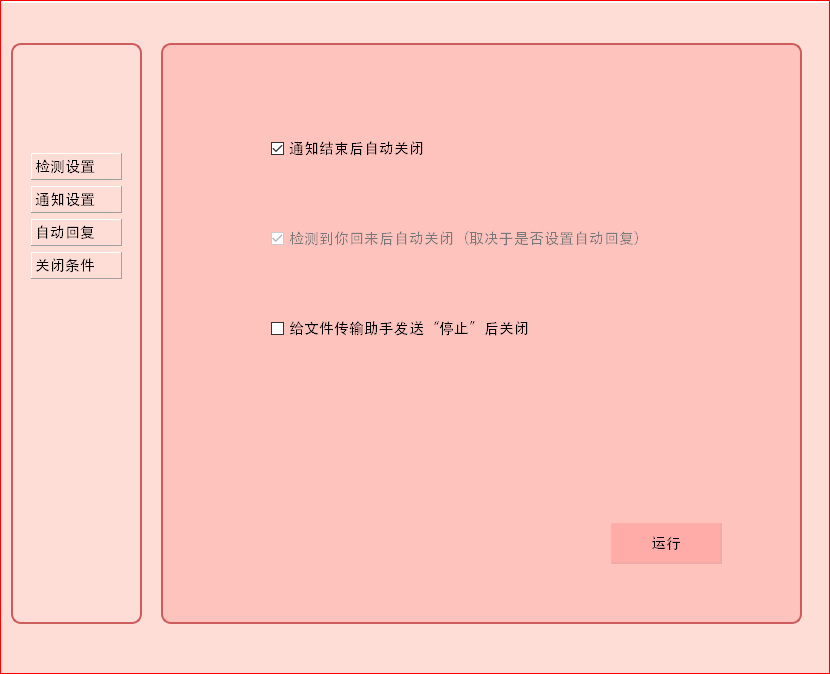 检测设置
通知设置
自动回复
关闭条件
通知结束后自动关闭
检测到你回来后自动关闭（取决于是否设置自动回复）
给文件传输助手发送“停止”后关闭
运行